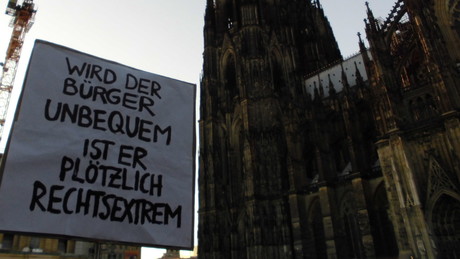 WIRD DER
BÜRGER
UNBEQUEM
IST ER
PLÖTZLICH
RECHTSEXTREM